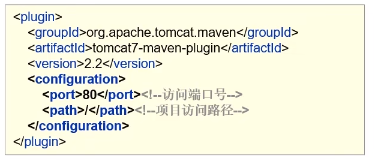 <plugin>
<groupId>org.apache.tomcat.maven</groupId>
<artifactId>tomcat7-maven-plugin</artifactId>
<version>2.2</version>
<configuration>
<port>80</port><!--访问端口号-->
<path>/</path><!--项目访问路径-->
</configuration>
</plugin>